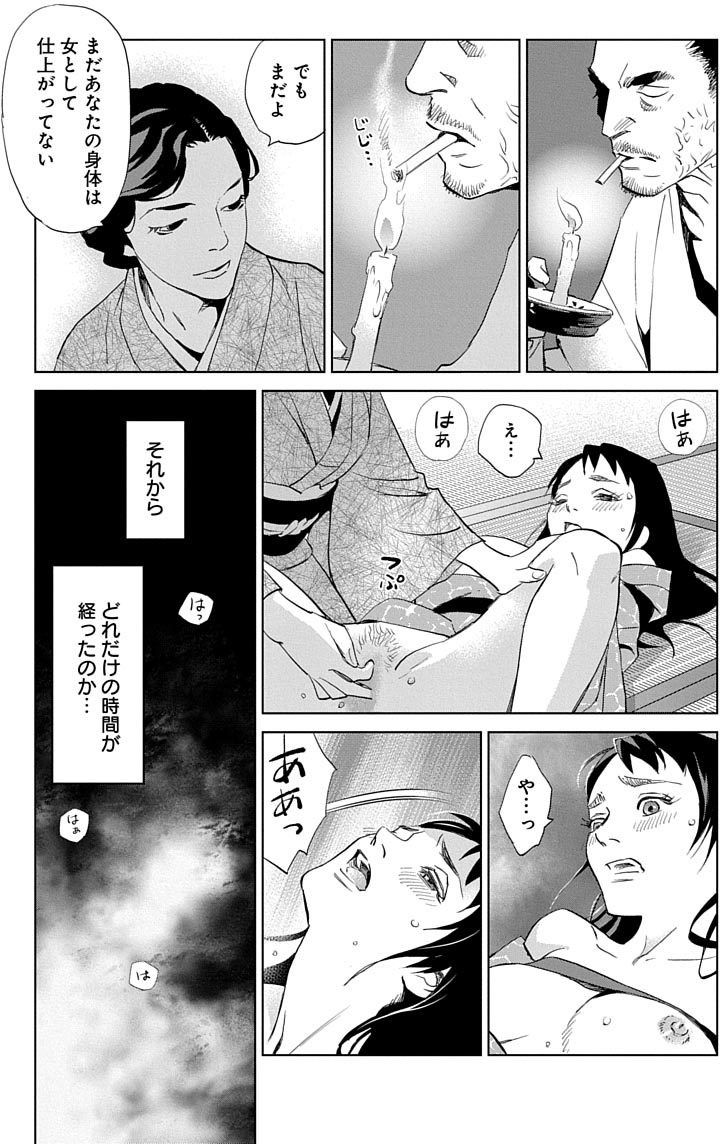 じじ…
でも
まだよ
まだあなたの身体は
女として
仕上がってない
はぁ
え…
はぁ
つぷ
や…っ
ああっ
それから
どれだけの時間が
経ったのか…
はっ
はぁ
は